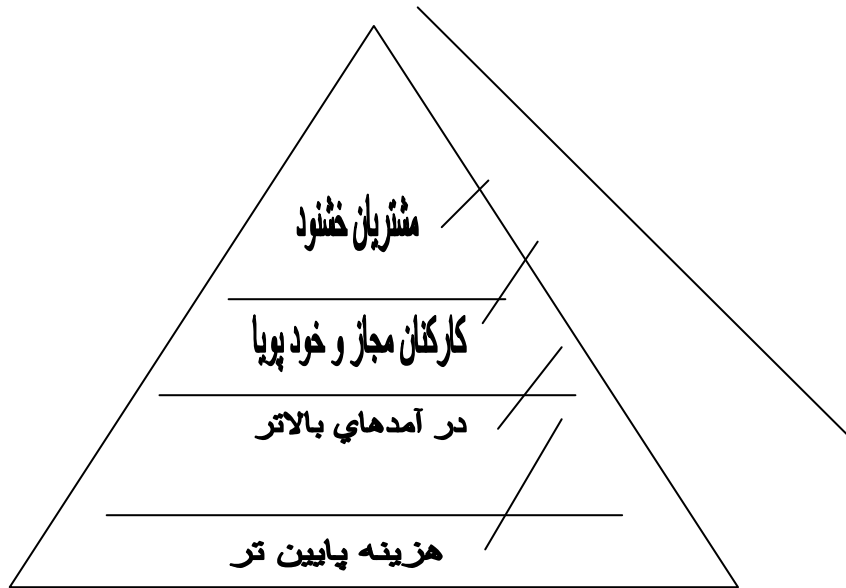 مشتريان خشنود
كاركنان مجاز و خود پويا
در آمدهاي بالاتر
هزينه پايين تر